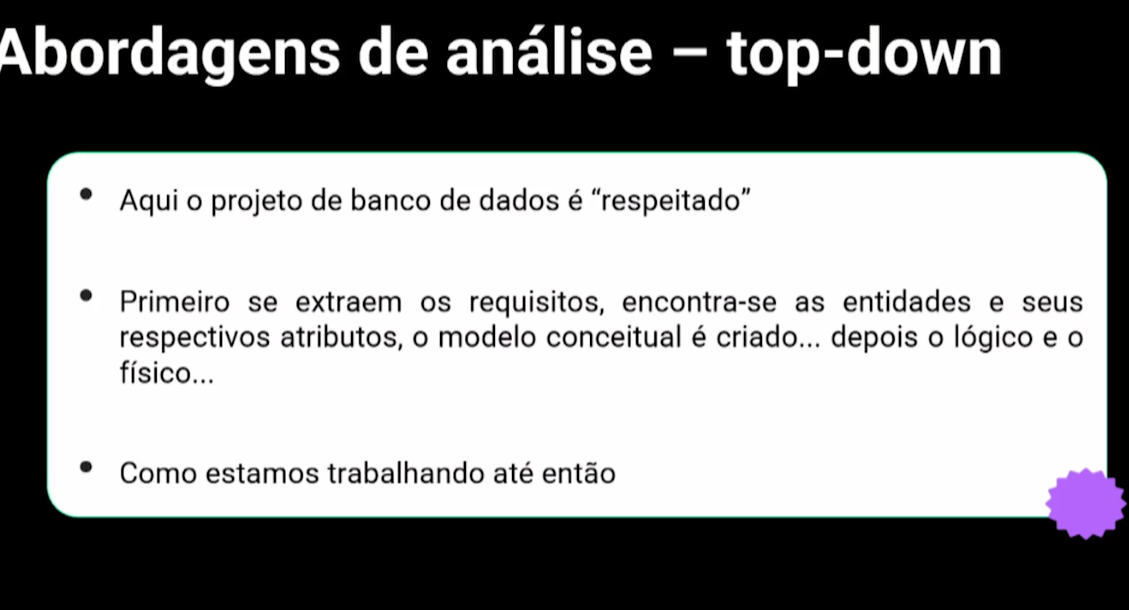 Abordagens de análise – top-down
• Aqui o projeto de banco de dados é “respeitado”
• Primeiro se extraem os requisitos, encontra-se as entidades e seus
respectivos atributos, o modelo conceitual é criado... depois o lógico e o
físico...
• Como estamos trabalhando até então